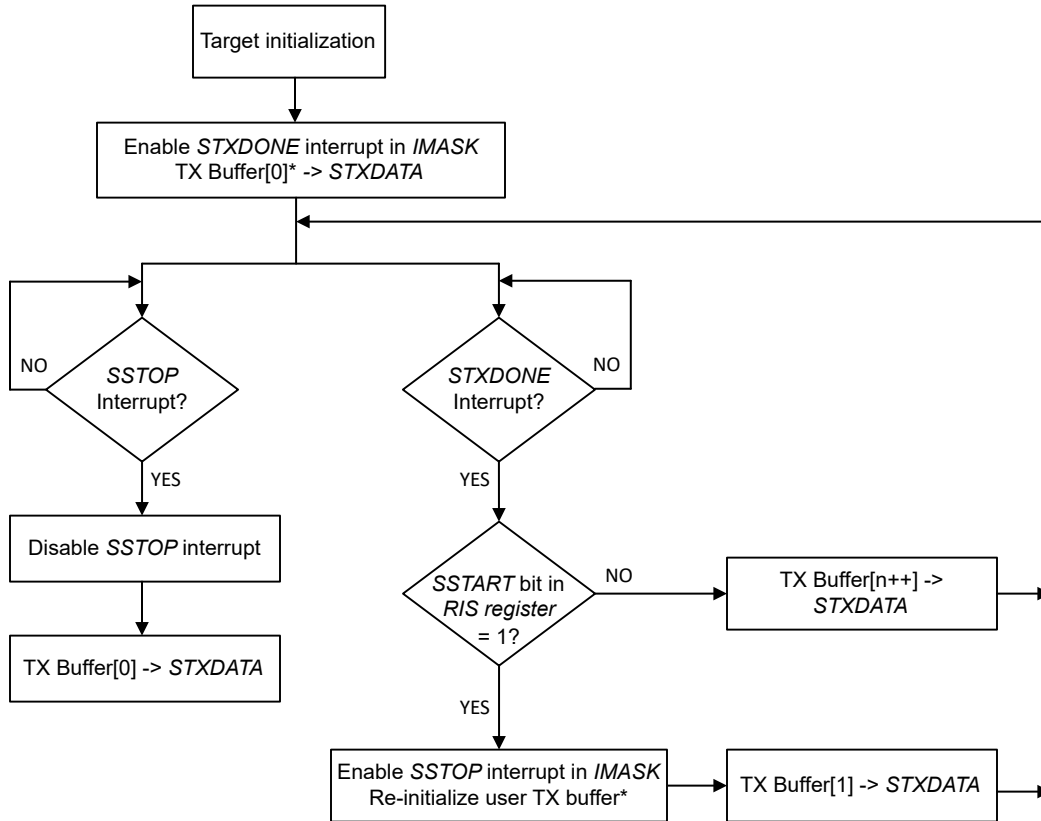 Target initialization
Enable STXDONE interrupt in IMASK
TX Buffer[0]* -> STXDATA
NO
SSTOP
Interrupt?
YES
Disable SSTOP interrupt
TX Buffer[0] -> STXDATA
NO
STXDONE
Interrupt?
YES
SSTART bit in
RIS register
= 1?
NO
TX Buffer[n++] ->
STXDATA
YES
Enable SSTOP interrupt in IMASK
Re-initialize user TX buffer*
TX Buffer[1] -> STXDATA